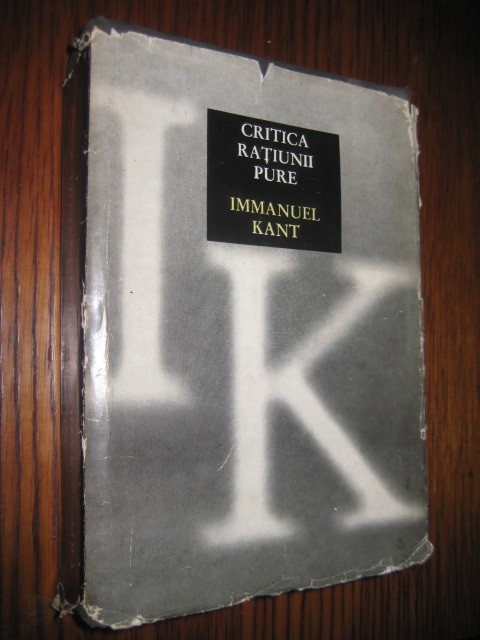 CRITICA
RAȚIUNII
PURE
IMMANUEL
KANT
I
K